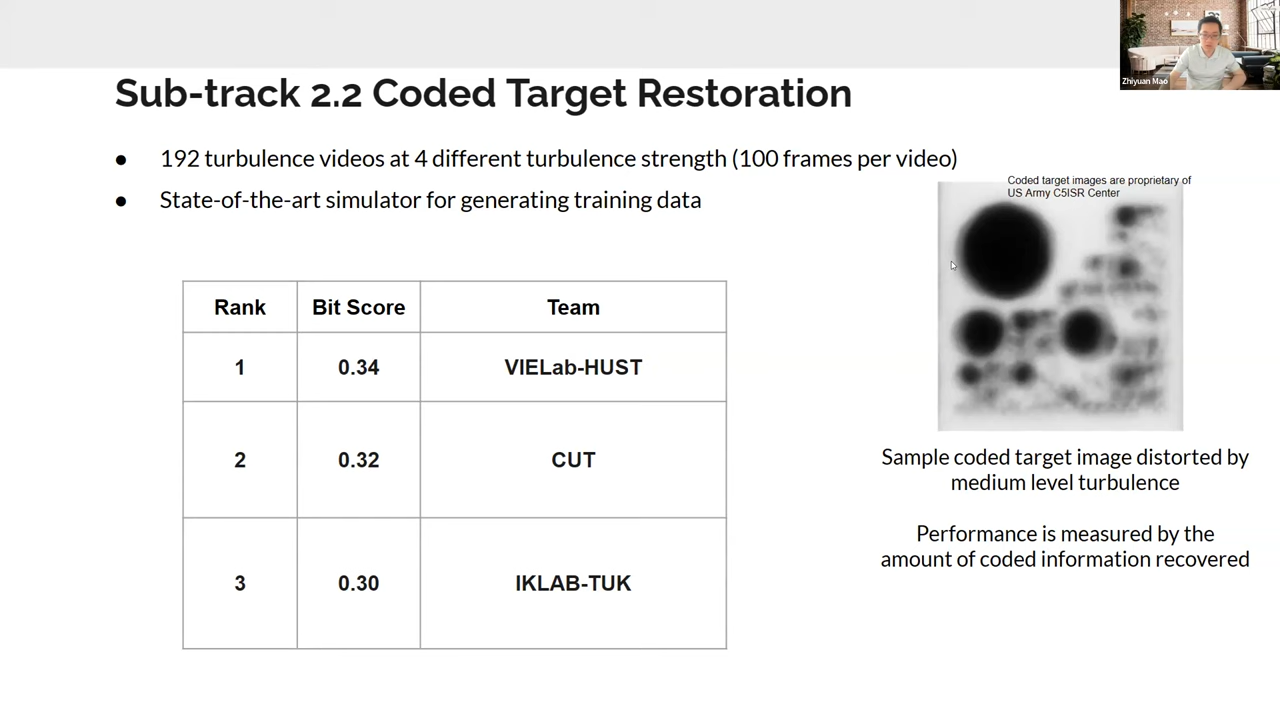 Zhiyuan Mao
Sub-track 2.2 Coded Target Restoration
● 192 turbulence videos at 4 different turbulence strength (100 frames per video)
● State-of-the-art simulator for generating training data
Coded target images are proprietary of
US Army C5ISR Center
Rank Bit Score Team
1 0.34 VIELab-HUST
2 0.32 CUT
3 0.30 IKLAB-TUK
Sample coded target image distorted by
medium level turbulence
Performance is measured by the
amount of coded information recovered